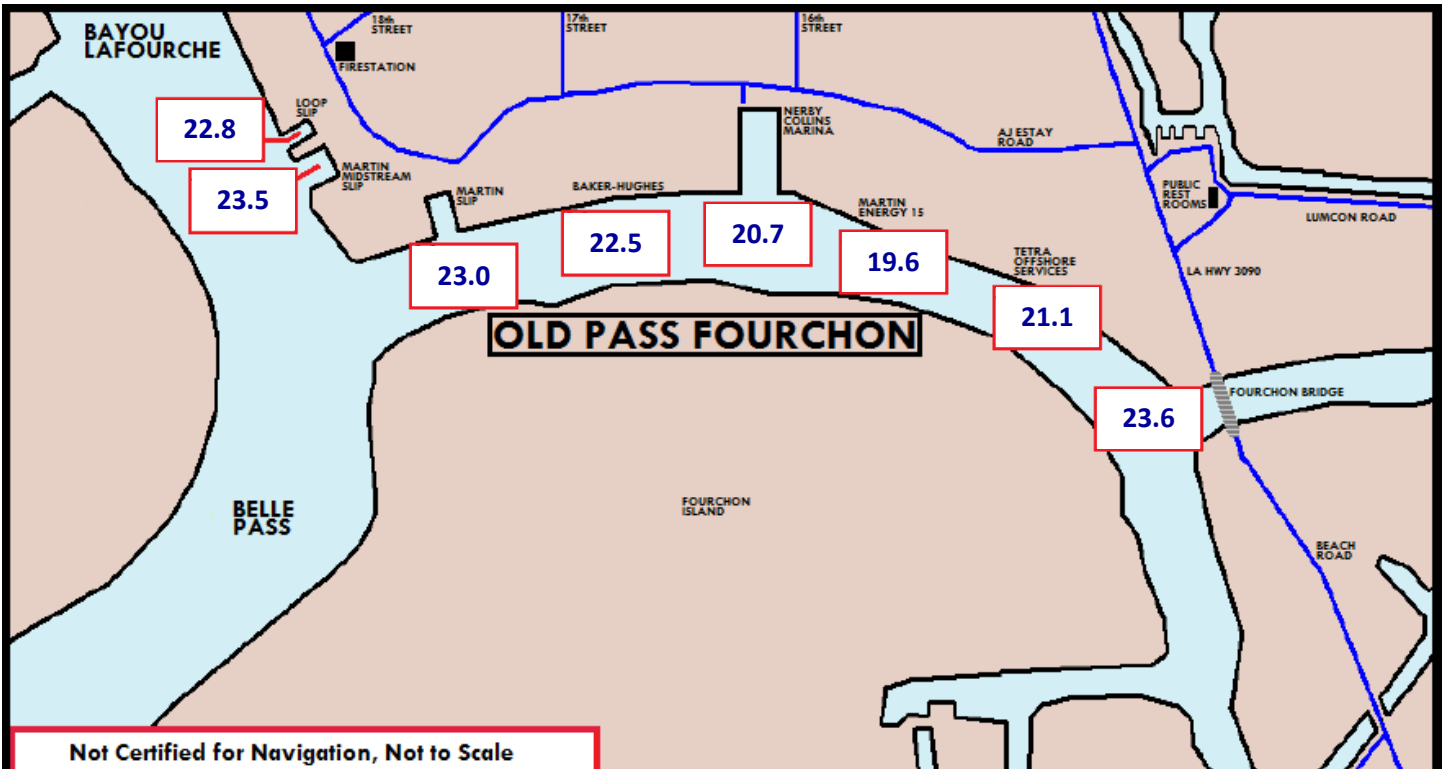 BAYOU
LAFOURCHE
18th
STREET
17th
STREET
16th
STREET
FIRESTATION
LOOP
SLIP
22.8
MARTIN
MIDSTREAM
SLIP
23.5
MARTIN
SLIP
BAKER-HUGHES
NERBY
COLLINS
MARINA
AJ ESTAY
ROAD
PUBLIC
REST
ROOMS
LUMCON ROAD
MARTIN
ENERGY 15
23.0
22.5
20.7
19.6
TETRA
OFFSHORE
SERVICES
21.1
LA HWY 3090
OLD PASS FOURCHON
FOURCHON BRIDGE
23.6
BELLE
PASS
FOURCHON
ISLAND
BEACH
ROAD
Not Certified for Navigation, Not to Scale